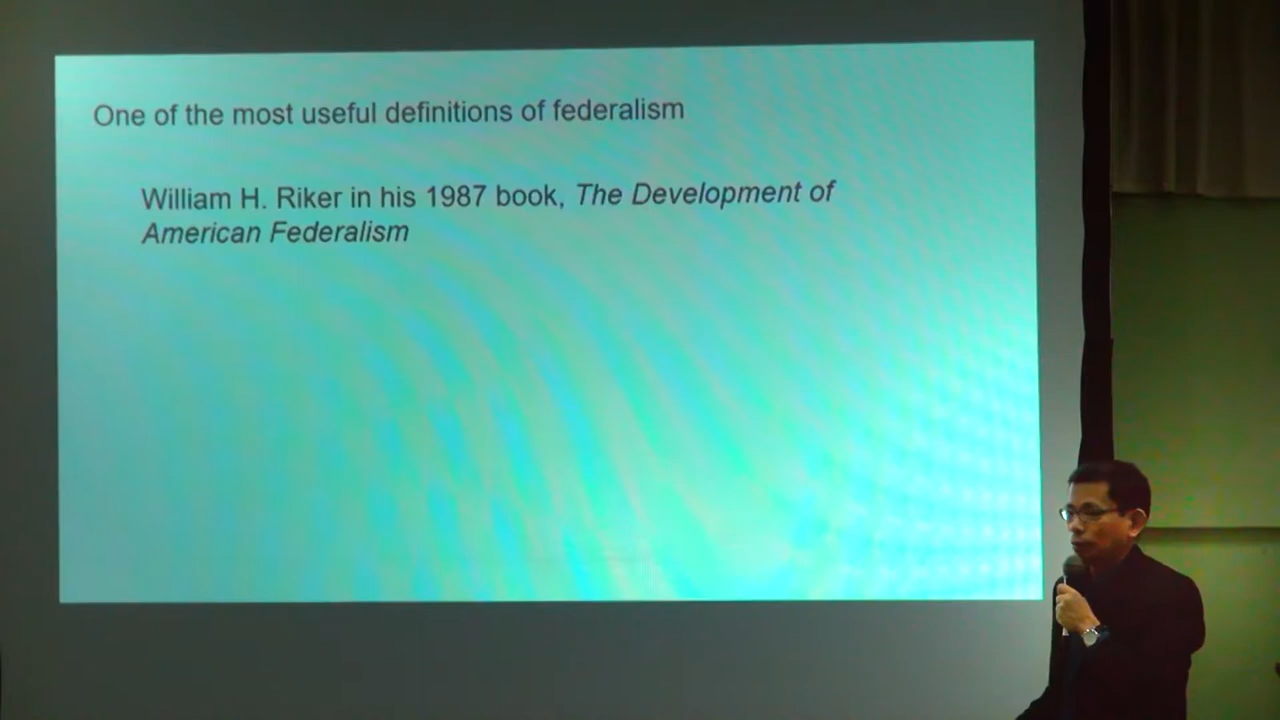 One of the most useful definitions of federalism
William H. Riker in his 1987 book, The Development of
American Federalism